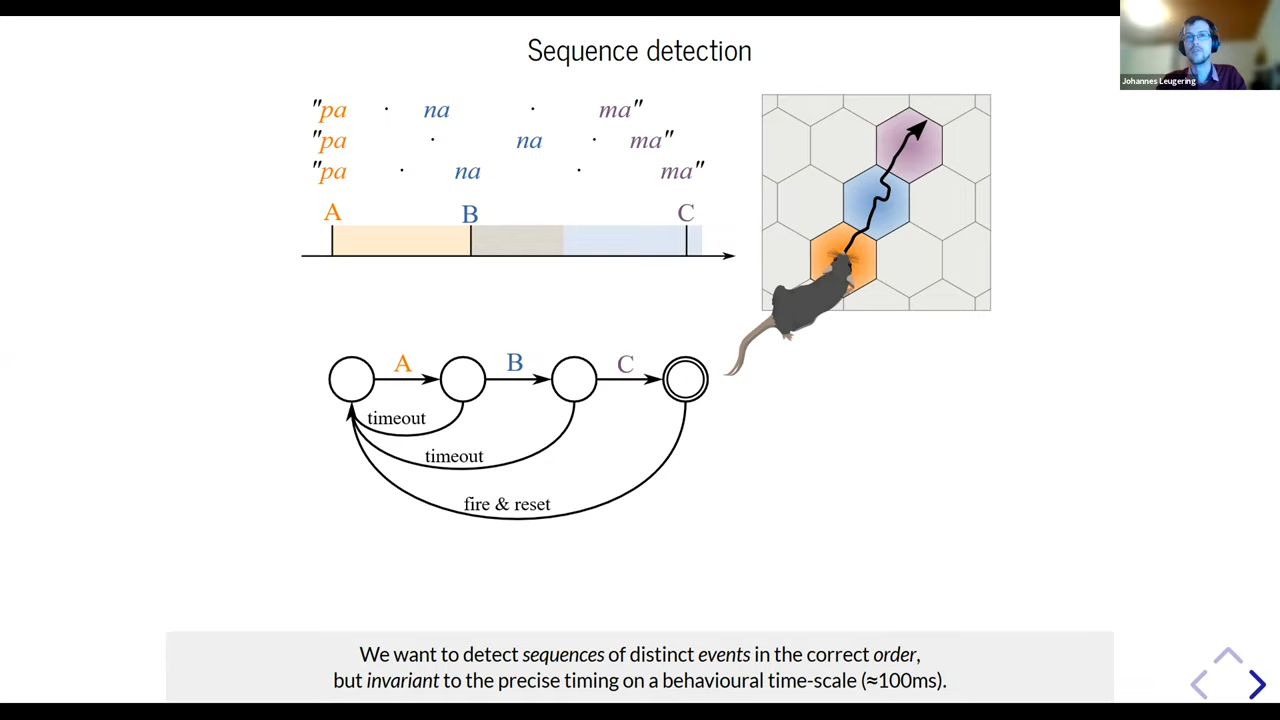 Sequence detection
Johannes Leugering
"pa · na · ma"
"pa · na · ma"
"pa · na · ma"
A B C
A B C
timeout
timeout
fire & reset
We want to detect sequences of distinct events in the correct order,
but invariant to the precise timing on a behavioural time-scale (≈100ms).